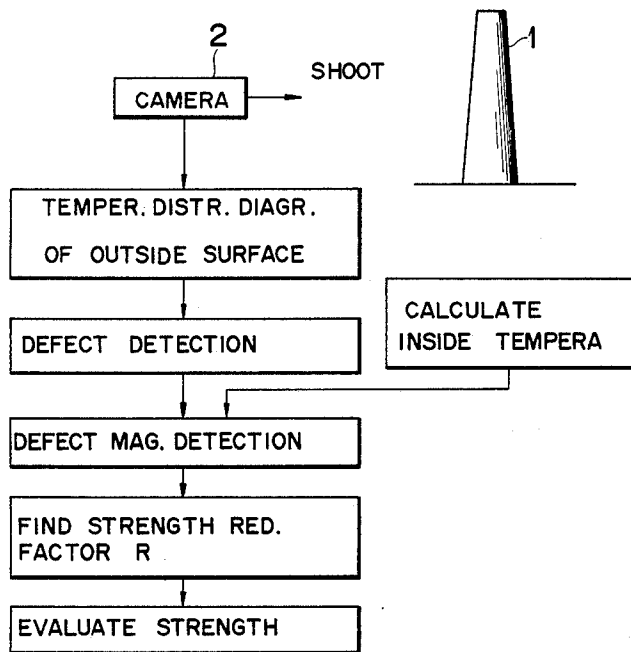 2
1
SHOOT
CAMERA
TEMPER. DISTR. DIAGR.
OF OUTSIDE SURFACE
CALCULATE
INSIDE TEMPERA
DEFECT DETECTION
DEFECT MAG. DETECTION
FIND STRENGTH RED.
FACTOR R
EVALUATE STRENGTH